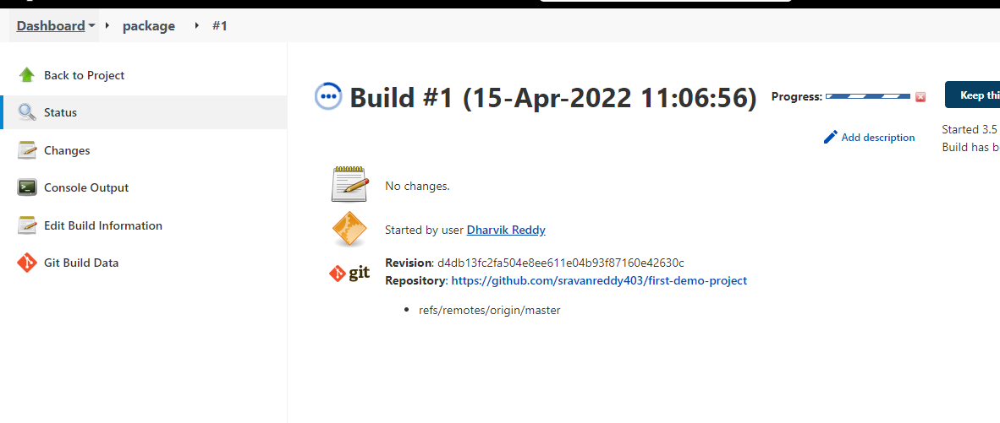 Dashboard
package
#1
Back to Project
Status
Changes
Console Output
Edit Build Information
Git Build Data
Build #1 (15-Apr-2022 11:06:56)
Progress:
Keep thi
Add description
Started 3.5
Build has b
No changes.
Started by user Dharvik Reddy
git
Revision: d4db13fc2fa504e8ee611e04b93f87160e42630c
Repository: https://github.com/sravanreddy403/first-demo-project
refs/remotes/origin/master